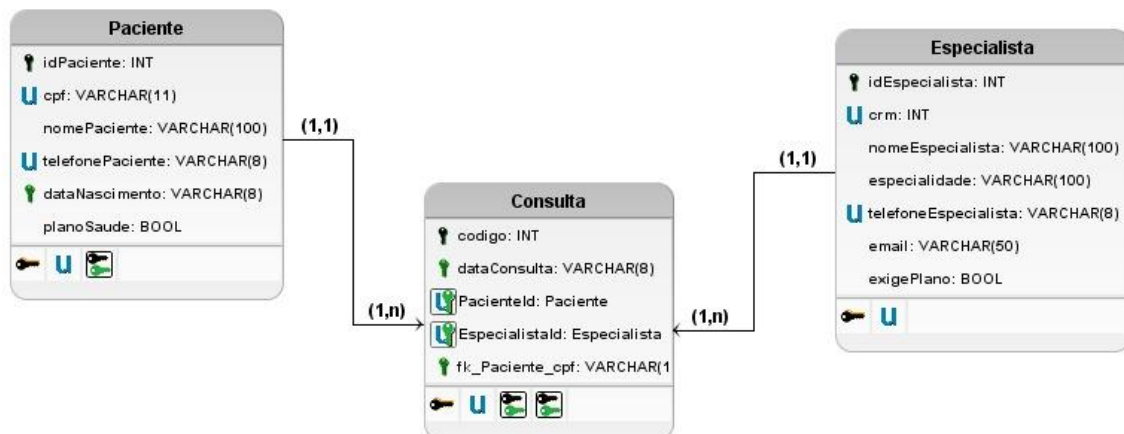 Paciente
idPaciente: INT
U cpf: VARCHAR(11)
nomePaciente: VARCHAR(100)
U telefonePaciente: VARCHAR(8)
dataNascimento: VARCHAR(8)
planoSaude: BOOL
U
(1,1)
(1,n)
Consulta
codigo: INT
dataConsulta: VARCHAR(8)
U PacienteId: Paciente
U EspecialistaId: Especialista
fk_Paciente_cpf: VARCHAR(1
U
(1,1)
(1,n)
Especialista
idEspecialista: INT
U crm: INT
nomeEspecialista: VARCHAR(100)
especialidade: VARCHAR(100)
U telefoneEspecialista: VARCHAR(8)
email: VARCHAR(50)
exigePlano: BOOL
U